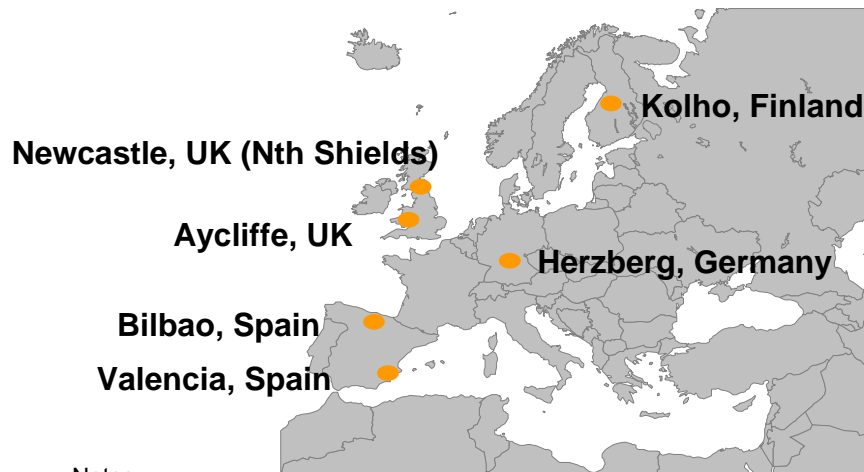 Kolho, Finland
Newcastle, UK (Nth Shields)
Aycliffe, UK
Herzberg, Germany
Bilbao, Spain
Valencia, Spain